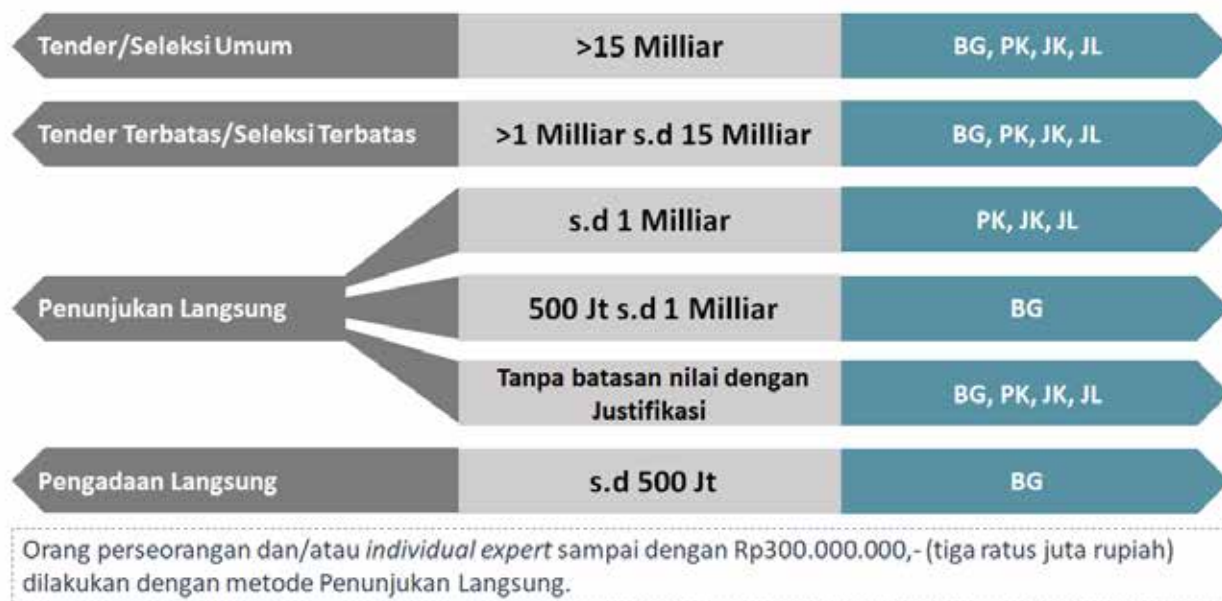 Tender/Seleksi Umum
>15 Milliar
BG, PK, JK, JL
Tender Terbatas/Seleksi Terbatas
>1 Milliar s.d 15 Milliar
BG, PK, JK, JL
s.d 1 Milliar
PK, JK, JL
Penunjukan Langsung
500 Jt s.d 1 Milliar
BG
Tanpa batasan nilai dengan
Justifikasi
BG, PK, JK, JL
Pengadaan Langsung
s.d 500 Jt
BG
Orang perseorangan dan/atau individual expert sampai dengan Rp300.000.000,- (tiga ratus juta rupiah)
dilakukan dengan metode Penunjukan Langsung.